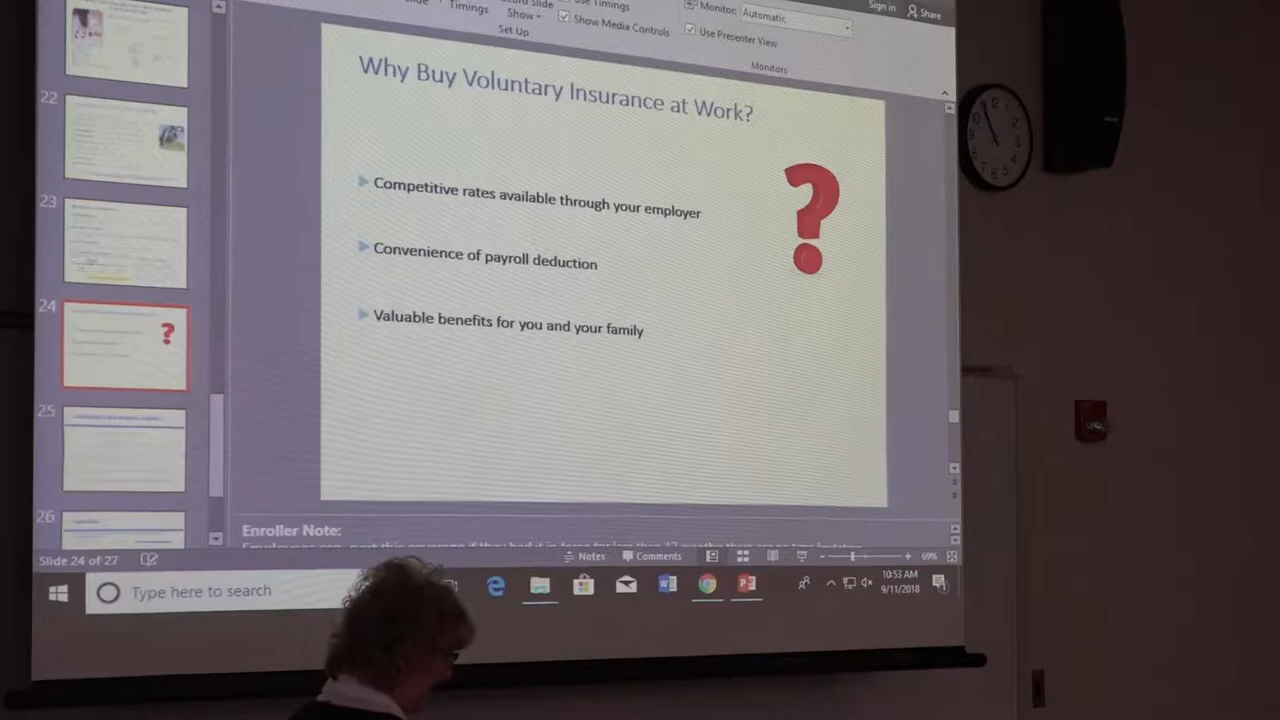 Timings
Show
Set Up
Use Timings
Show Media Controls
Monitor:
Automatic
Use Presenter View
Monitors
Sign in
Share
22
23
24
25
26
Why Buy Voluntary Insurance at Work?
Competitive rates available through your employer
Convenience of payroll deduction
Valuable benefits for you and your family
?
Enroller Note:
Slide 24 of 27
Notes
Comments
69%
Type here to search
10:53 AM
9/11/2018